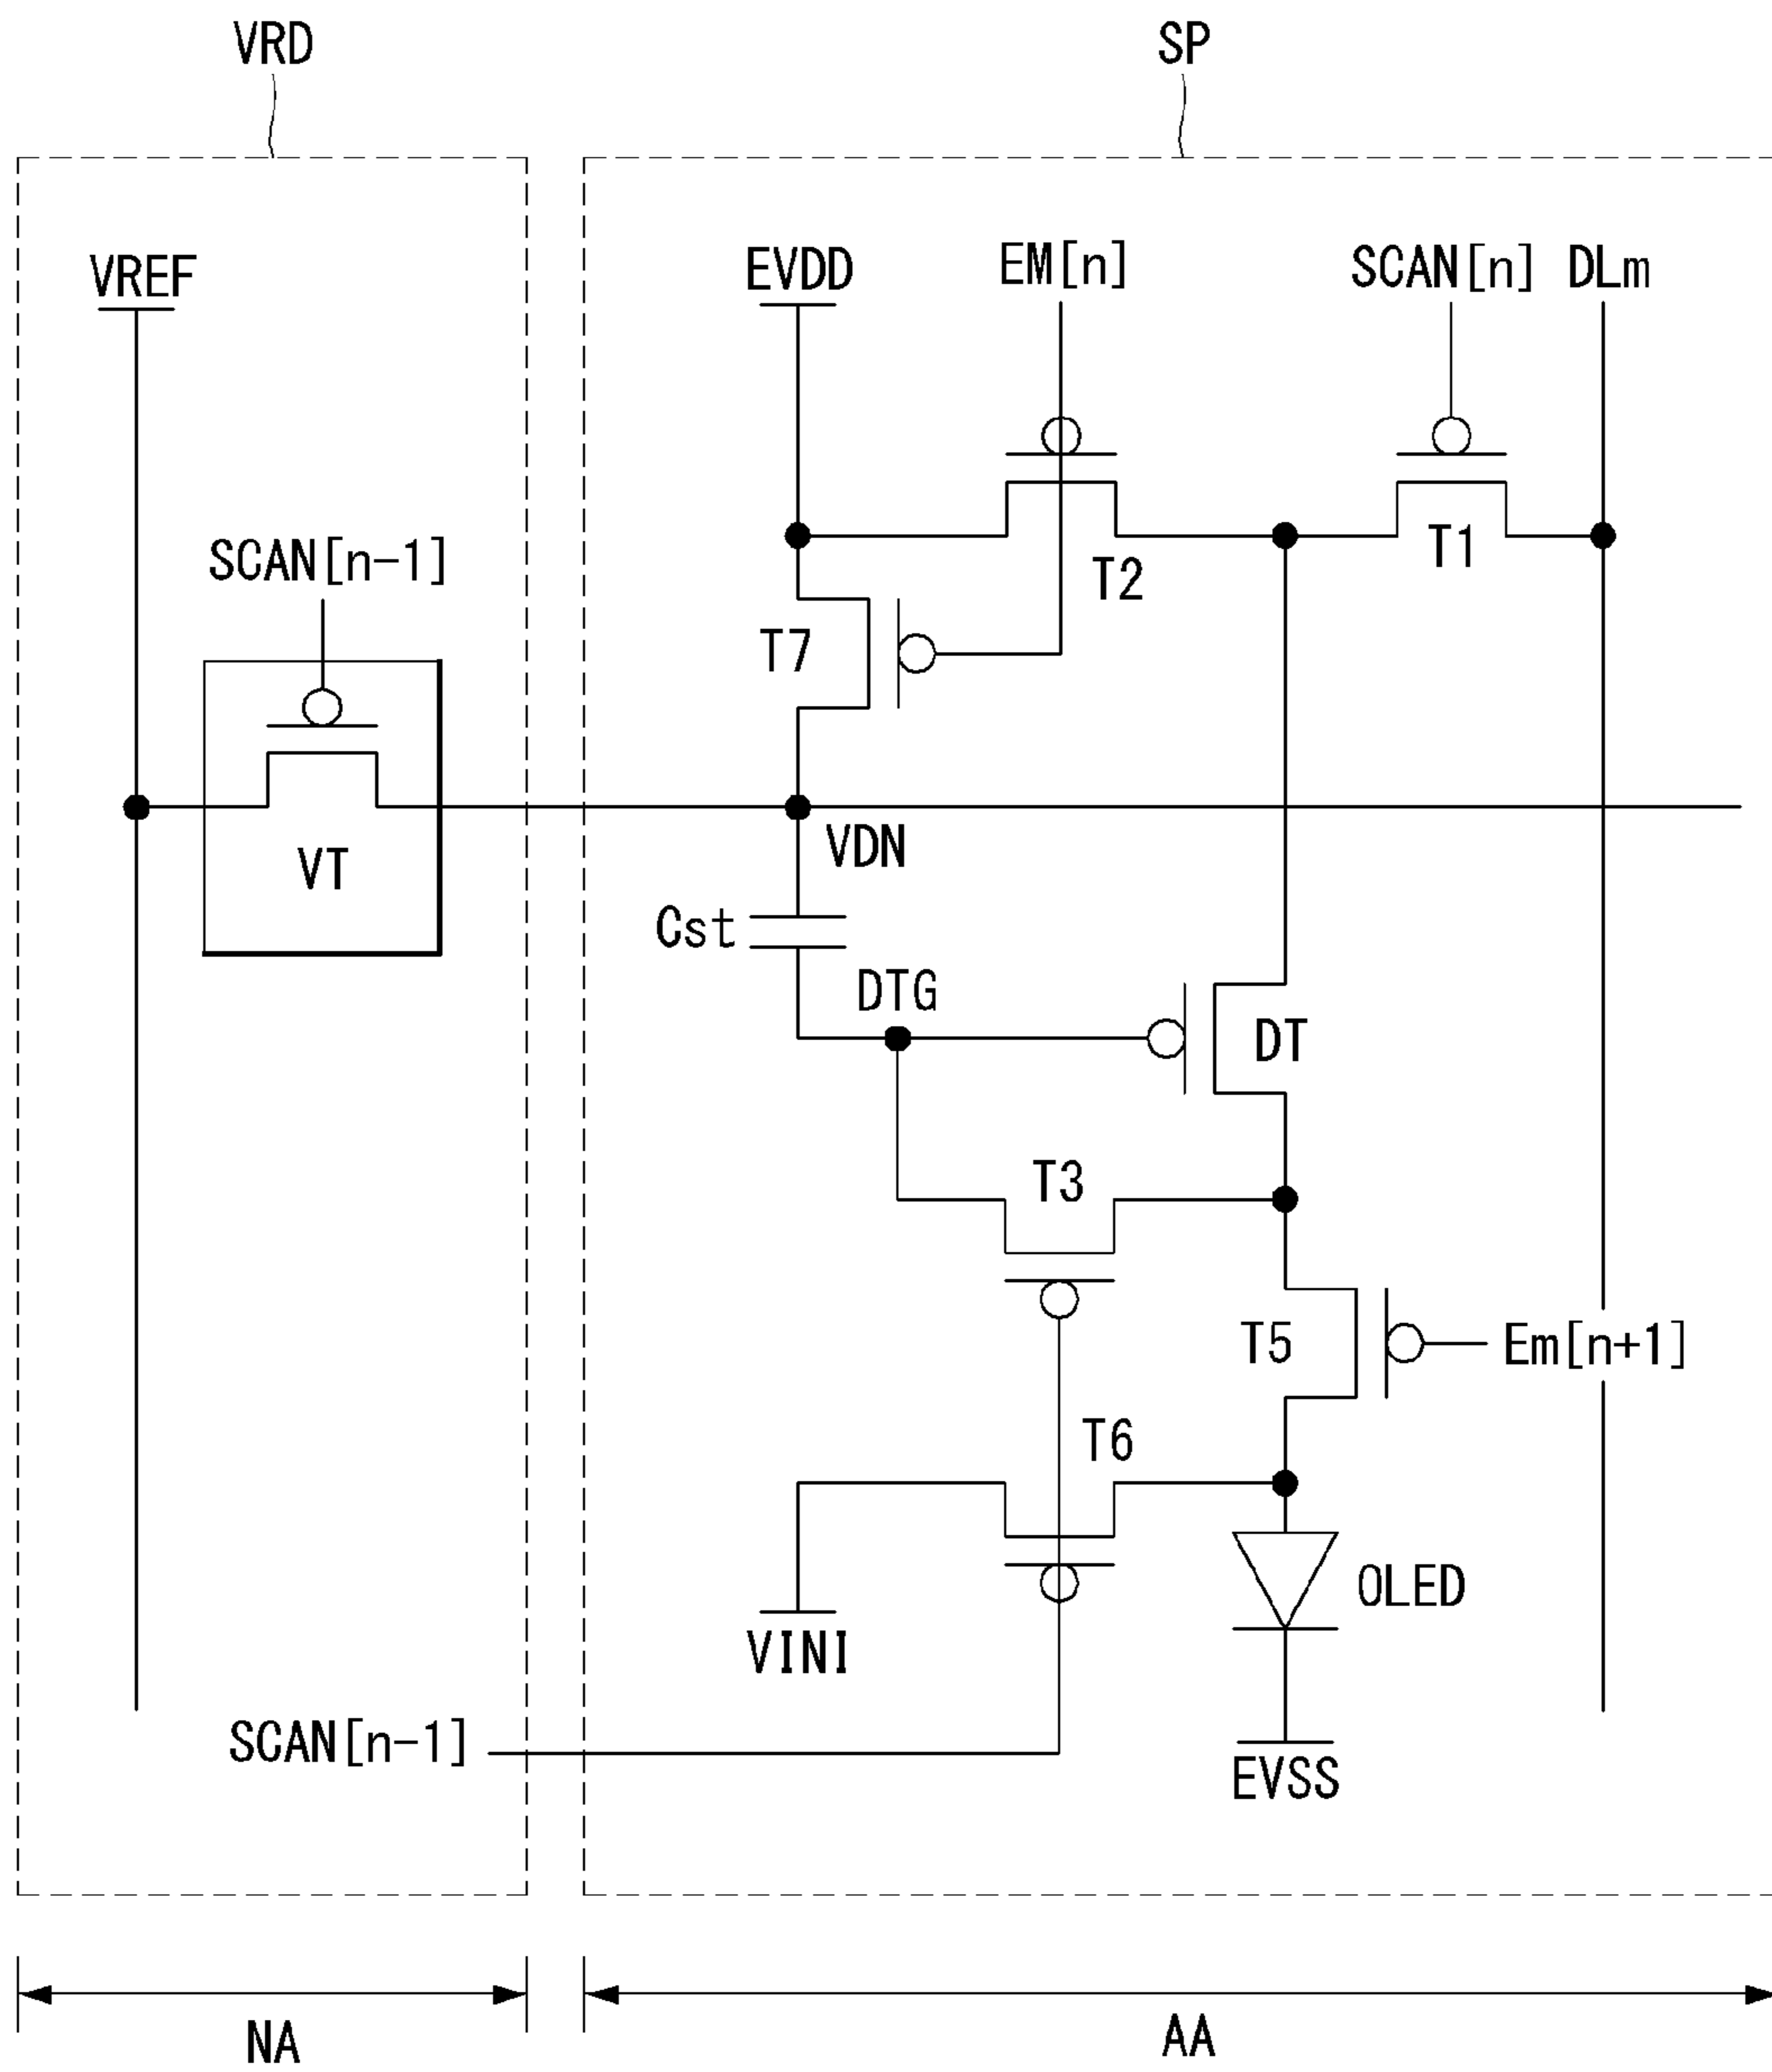 VRD
SP
VREF
EVDD
EM[n]
SCAN[n]
DLm
SCAN[n-1]
T2
T1
T7
VT
VDN
Cst
DTG
DT
T3
T5
Em[n+1]
T6
OLED
VINI
SCAN[n-1]
EVSS
NA
AA